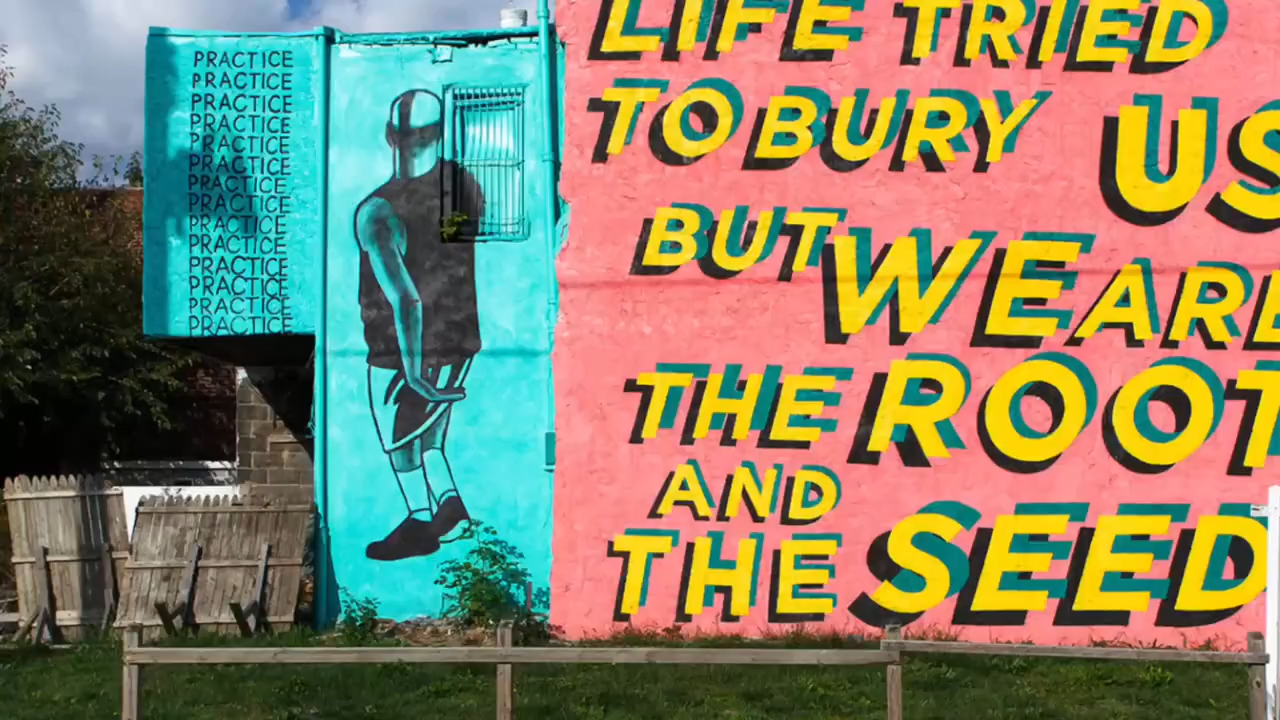 PRACTICE
PRACTICE
PRACTICE
PRACTICE
PRACTICE
PRACTICE
PRACTICE
PRACTICE
PRACTICE
PRACTICE
PRACTICE
PRACTICE
PRACTICE
PRACTICE
LIFE TRIED
TO BURY US
BUT WE ARE
THE ROOT
AND
THE SEED